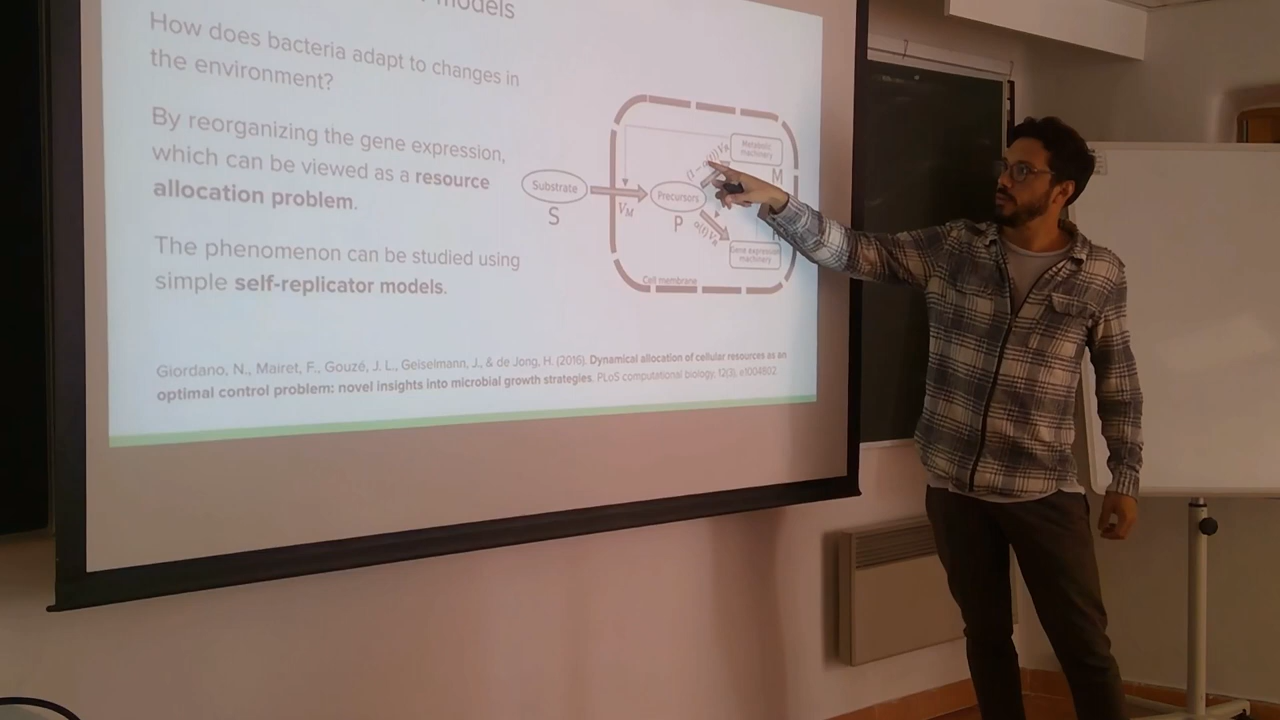 models
How does bacteria adapt to changes in
the environment?
By reorganizing the gene expression,
which can be viewed as a resource
allocation problem.
The phenomenon can be studied using
simple self-replicator models.
Substrate
S
V_M
Precursors
P
Metabolic
machinery
M
α(t)V_R
Gene expression
machinery
Cell membrane
Giordano, N., Mairet, F., Gouzé, J. L., Geiselmann, J., & de Jong, H. (2016). Dynamical allocation of cellular resources as an
optimal control problem: novel insights into microbial growth strategies. PLoS computational biology, 12(3), e1004802.